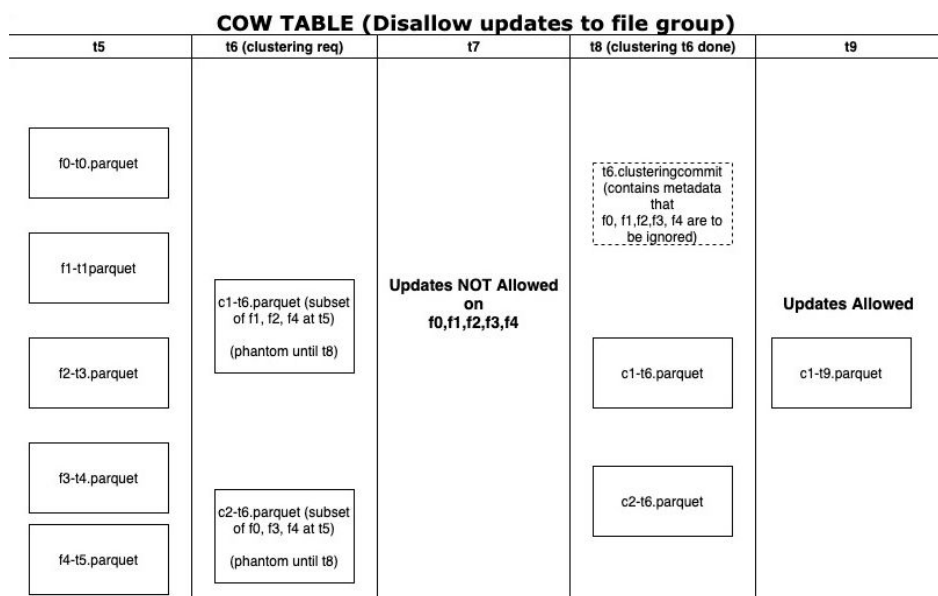 COW TABLE (Disallow updates to file group)
t5
t6 (clustering req)
t7
t8 (clustering t6 done)
t9
f0-t0.parquet
f1-t1parquet
f2-t3.parquet
f3-t4.parquet
f4-t5.parquet
c1-t6.parquet (subset
of f1, f2, f4 at t5)
(phantom until t8)
c2-t6.parquet (subset
of f0, f3, f4 at t5)
(phantom until t8)
Updates NOT Allowed
on
f0,f1,f2,f3,f4
t6.clusteringcommit
(contains metadata
that
f0, f1,f2,f3, f4 are to
be ignored)
c1-t6.parquet
c2-t6.parquet
Updates Allowed
c1-t9.parquet